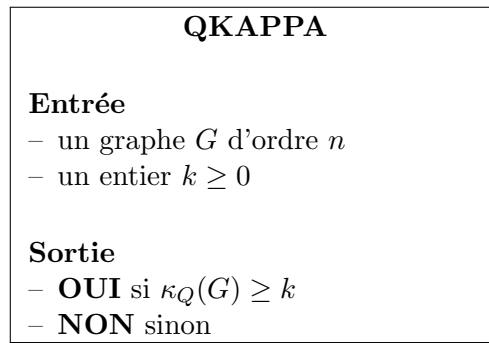 QKAPPA
Entrée
– un graphe G d'ordre n
– un entier k ≥ 0
Sortie
– OUI si κ_Q(G) ≥ k
– NON sinon